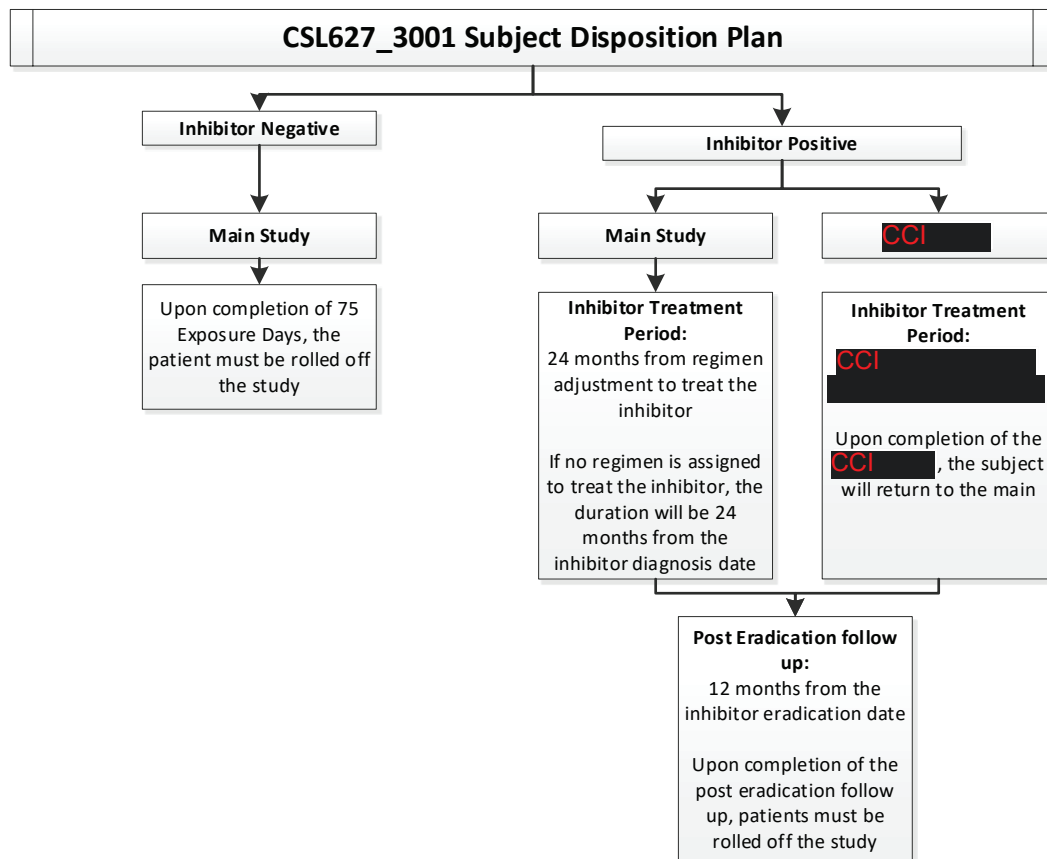 CSL627_3001 Subject Disposition Plan
Inhibitor Negative
Inhibitor Positive
Main Study
Main Study
CCI
Upon completion of 75
Exposure Days, the
patient must be rolled off
the study
Inhibitor Treatment
Period:
24 months from regimen
adjustment to treat the
inhibitor
If no regimen is assigned
to treat the inhibitor, the
duration will be 24
months from the
inhibitor diagnosis date
Inhibitor Treatment
Period:
CCI
Upon completion of the
CCI , the subject
will return to the main
Post Eradication follow
up:
12 months from the
inhibitor eradication date
Upon completion of the
post eradication follow
up, patients must be
rolled off the study